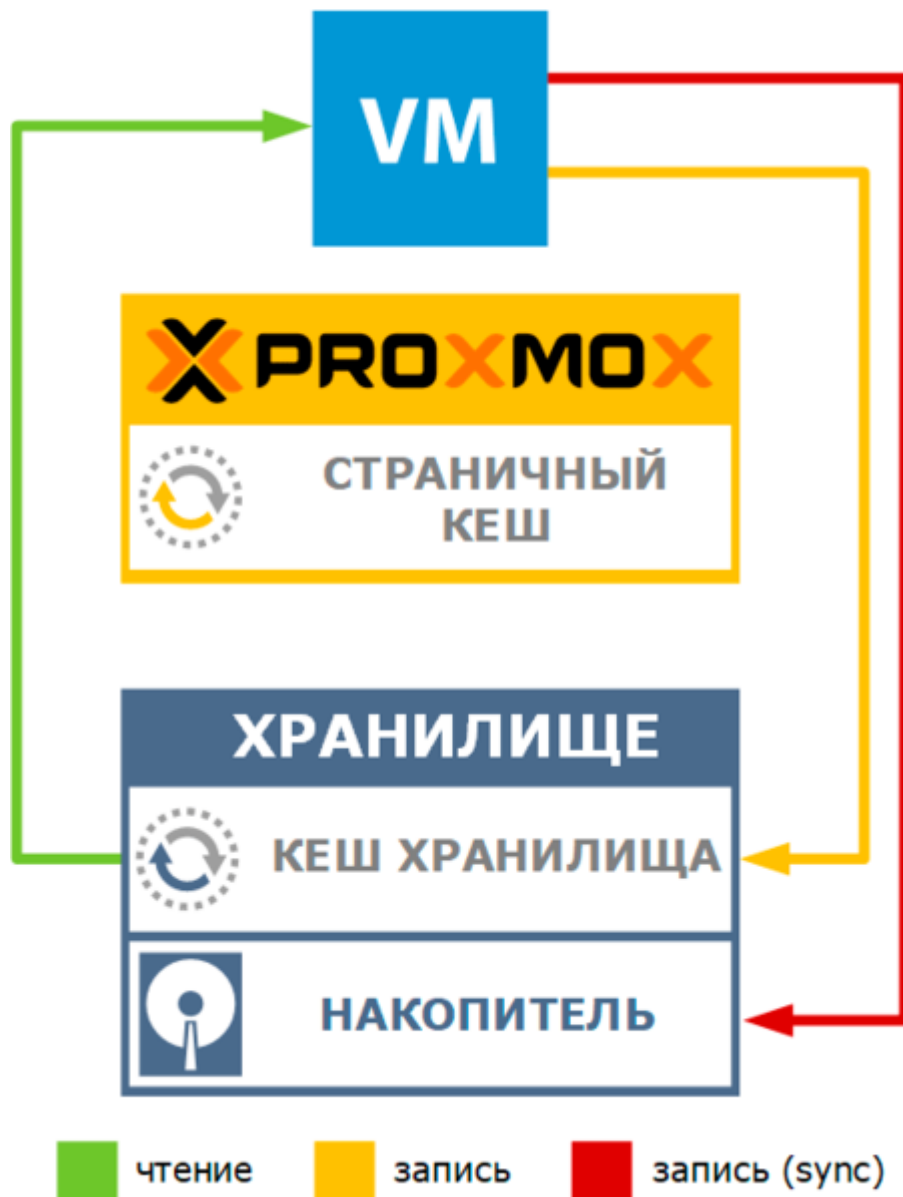 VM
PROXMOX
СТРАНИЧНЫЙ
КЕШ
ХРАНИЛИЩЕ
КЕШ ХРАНИЛИЩА
НАКОПИТЕЛЬ
чтение
запись
запись (sync)